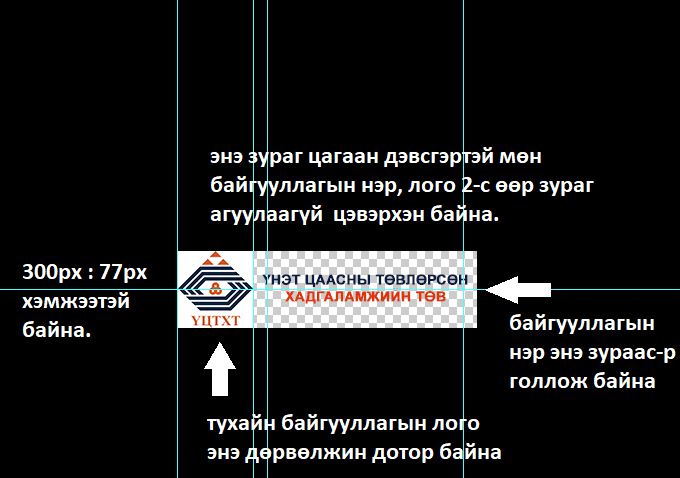 энэ зураг цагаан дэвсгэртэй мөн
байгууллагын нэр, лого 2-с өөр зураг
агуулаагүй цэвэрхэн байна.
300px : 77px
хэмжээтэй
байна.
ҮНЭТ ЦААСНЫ ТӨВЛӨРСӨН
ХАДГАЛАМЖИЙН ТӨВ
ҮЦТХТ
байгууллагын
нэр энэ зураас-р
голлож байна
тухайн байгууллагын лого
энэ дөрвөлжин дотор байна